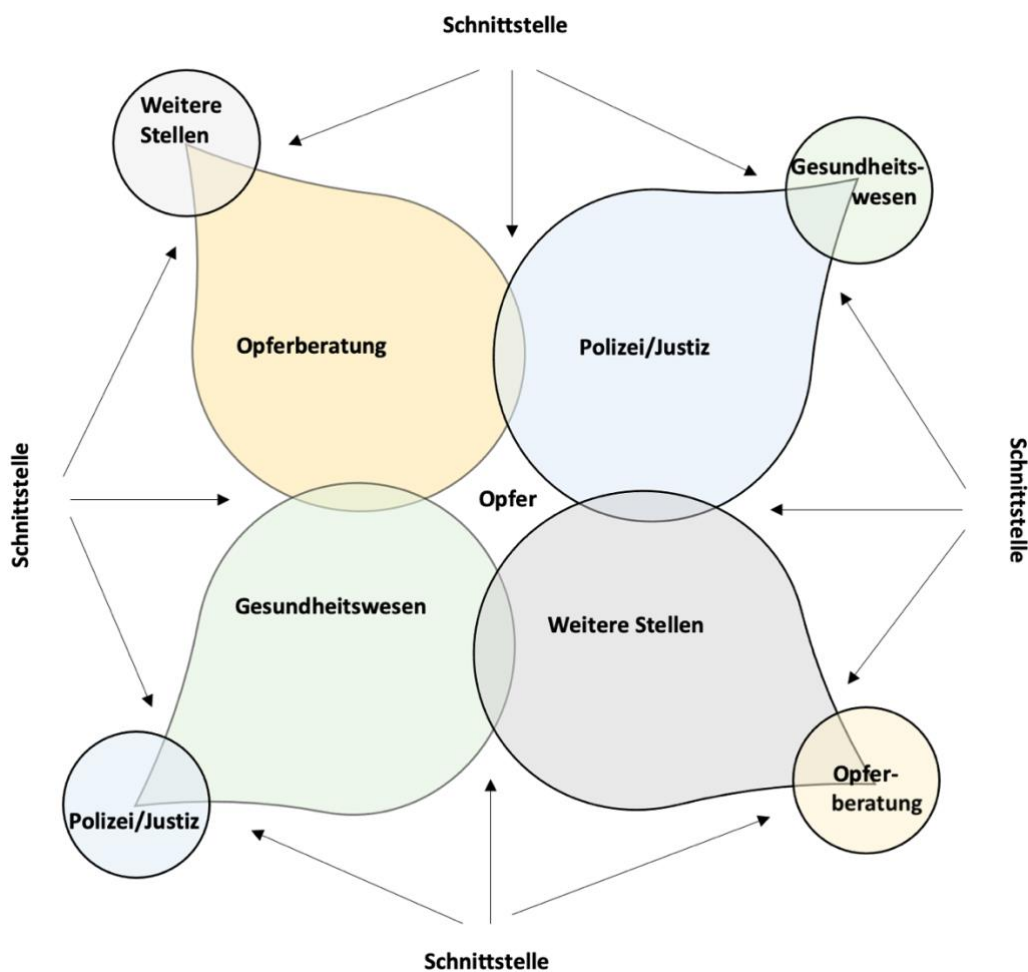 Schnittstelle
Weitere
Stellen
Gesundheits-
wesen
Opferberatung
Polizei/Justiz
Schnittstelle
Opfer
Schnittstelle
Gesundheitswesen
Weitere Stellen
Polizei/Justiz
Opfer-
beratung
Schnittstelle